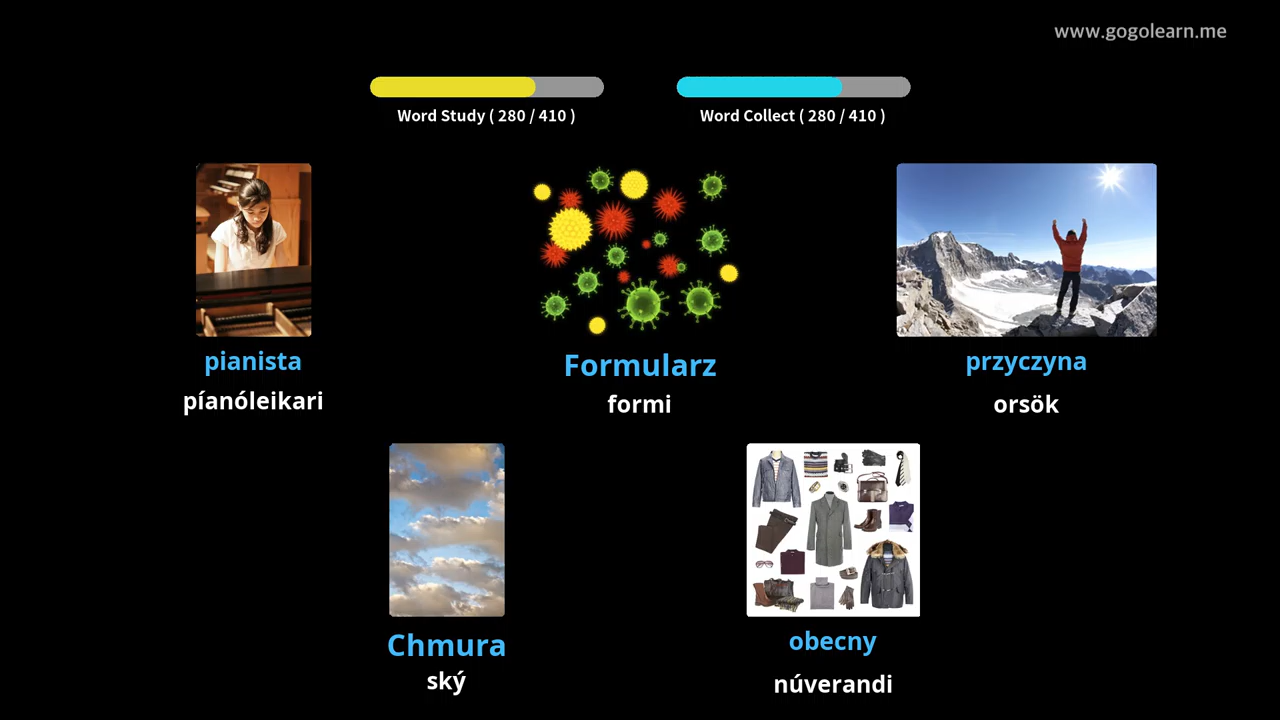 www.gogolearn.me
Word Study ( 280 / 410 )
Word Collect ( 280 / 410 )
pianista
píanóleikari
Formularz
formi
przyczyna
orsök
Chmura
ský
obecny
núverandi